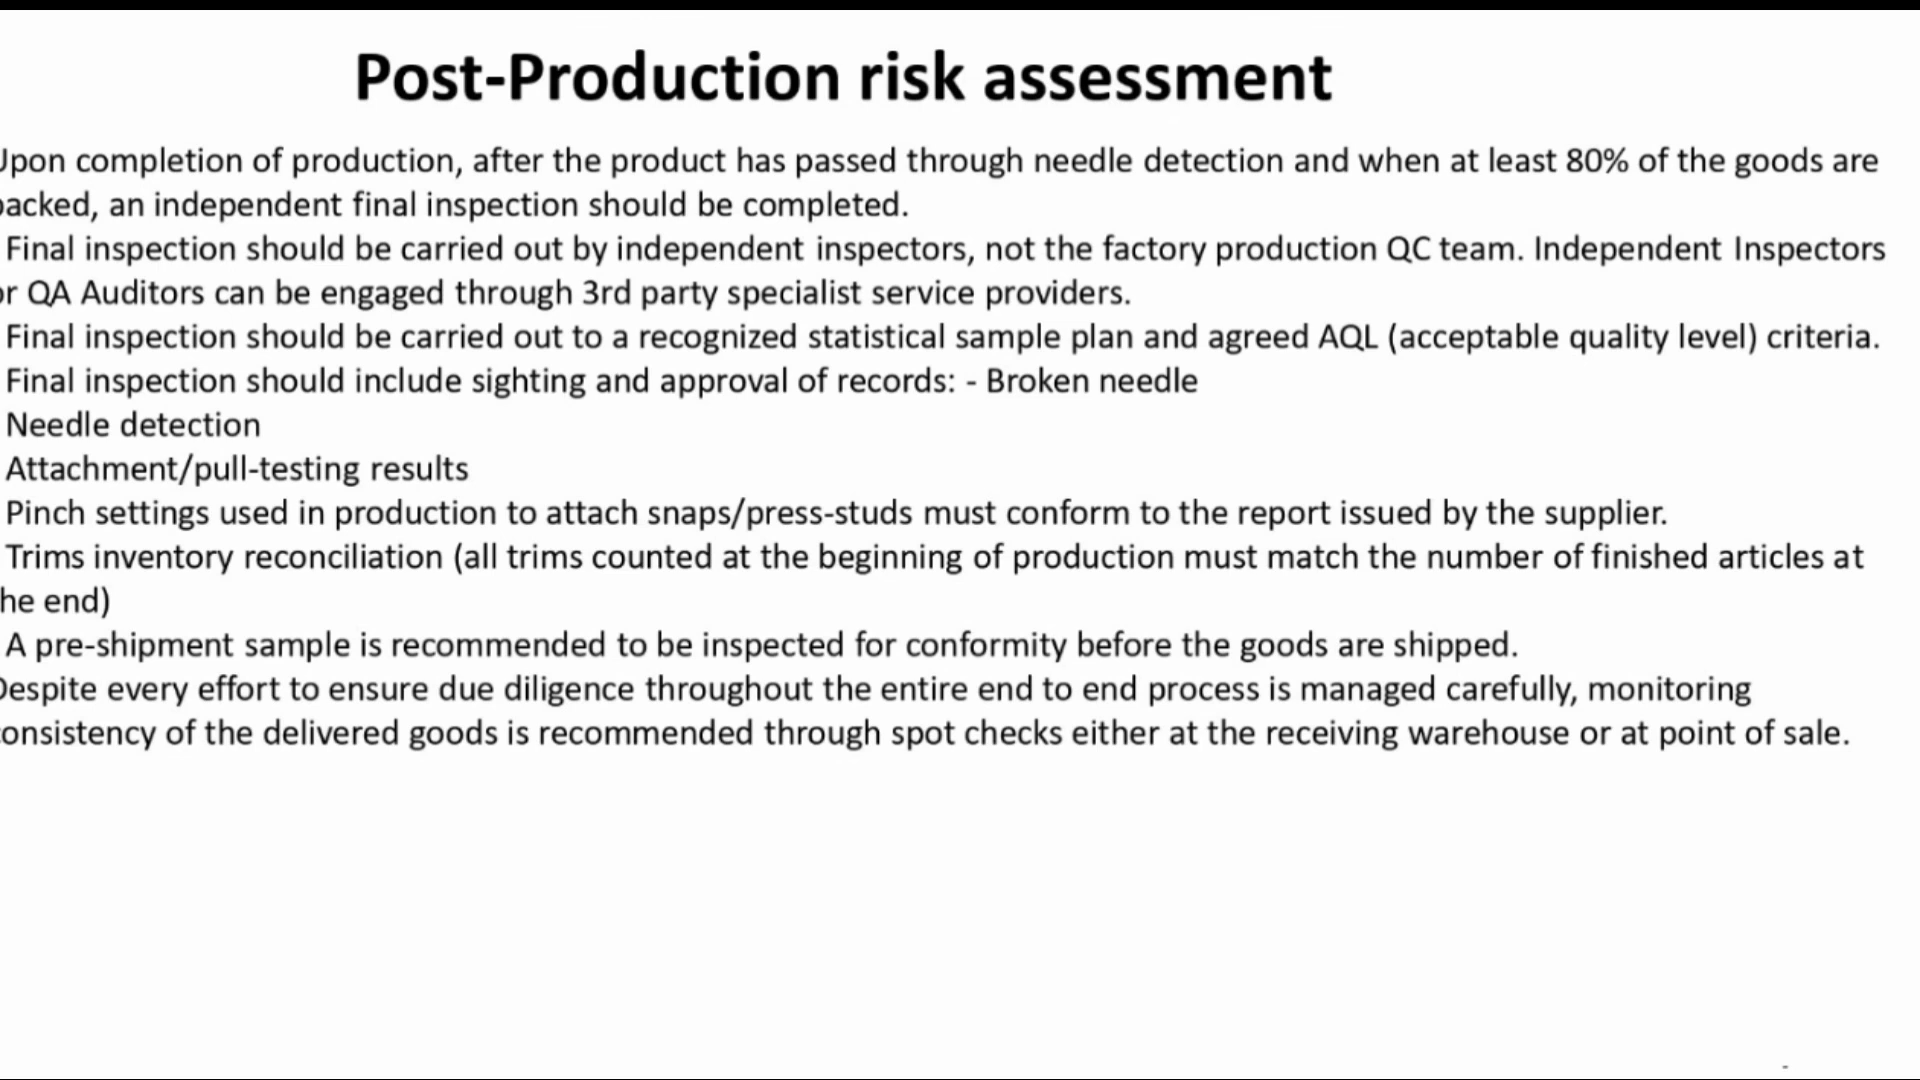 Post-Production risk assessment
Upon completion of production, after the product has passed through needle detection and when at least 80% of the goods are
packed, an independent final inspection should be completed.
Final inspection should be carried out by independent inspectors, not the factory production QC team. Independent Inspectors
or QA Auditors can be engaged through 3rd party specialist service providers.
Final inspection should be carried out to a recognized statistical sample plan and agreed AQL (acceptable quality level) criteria.
Final inspection should include sighting and approval of records: - Broken needle
Needle detection
Attachment/pull-testing results
Pinch settings used in production to attach snaps/press-studs must conform to the report issued by the supplier.
Trims inventory reconciliation (all trims counted at the beginning of production must match the number of finished articles at
the end)
A pre-shipment sample is recommended to be inspected for conformity before the goods are shipped.
Despite every effort to ensure due diligence throughout the entire end to end process is managed carefully, monitoring
consistency of the delivered goods is recommended through spot checks either at the receiving warehouse or at point of sale.